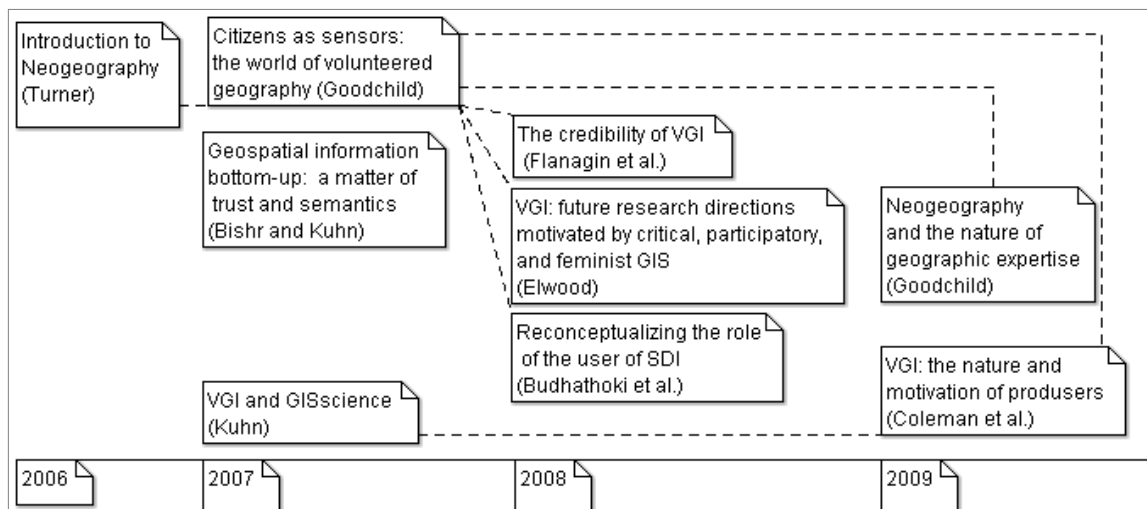 Introduction to
Neogeography
(Turner)
Citizens as sensors:
the world of volunteered
geography (Goodchild)
Geospatial information
bottom-up: a matter of
trust and semantics
(Bishr and Kuhn)
VGI and GISscience
(Kuhn)
The credibility of VGI
(Flanagin et al.)
VGI: future research directions
motivated by critical, participatory,
and feminist GIS
(Elwood)
Reconceptualizing the role
of the user of SDI
(Budhathoki et al.)
Neogeography
and the nature of
geographic expertise
(Goodchild)
VGI: the nature and
motivation of produsers
(Coleman et al.)
2006
2007
2008
2009